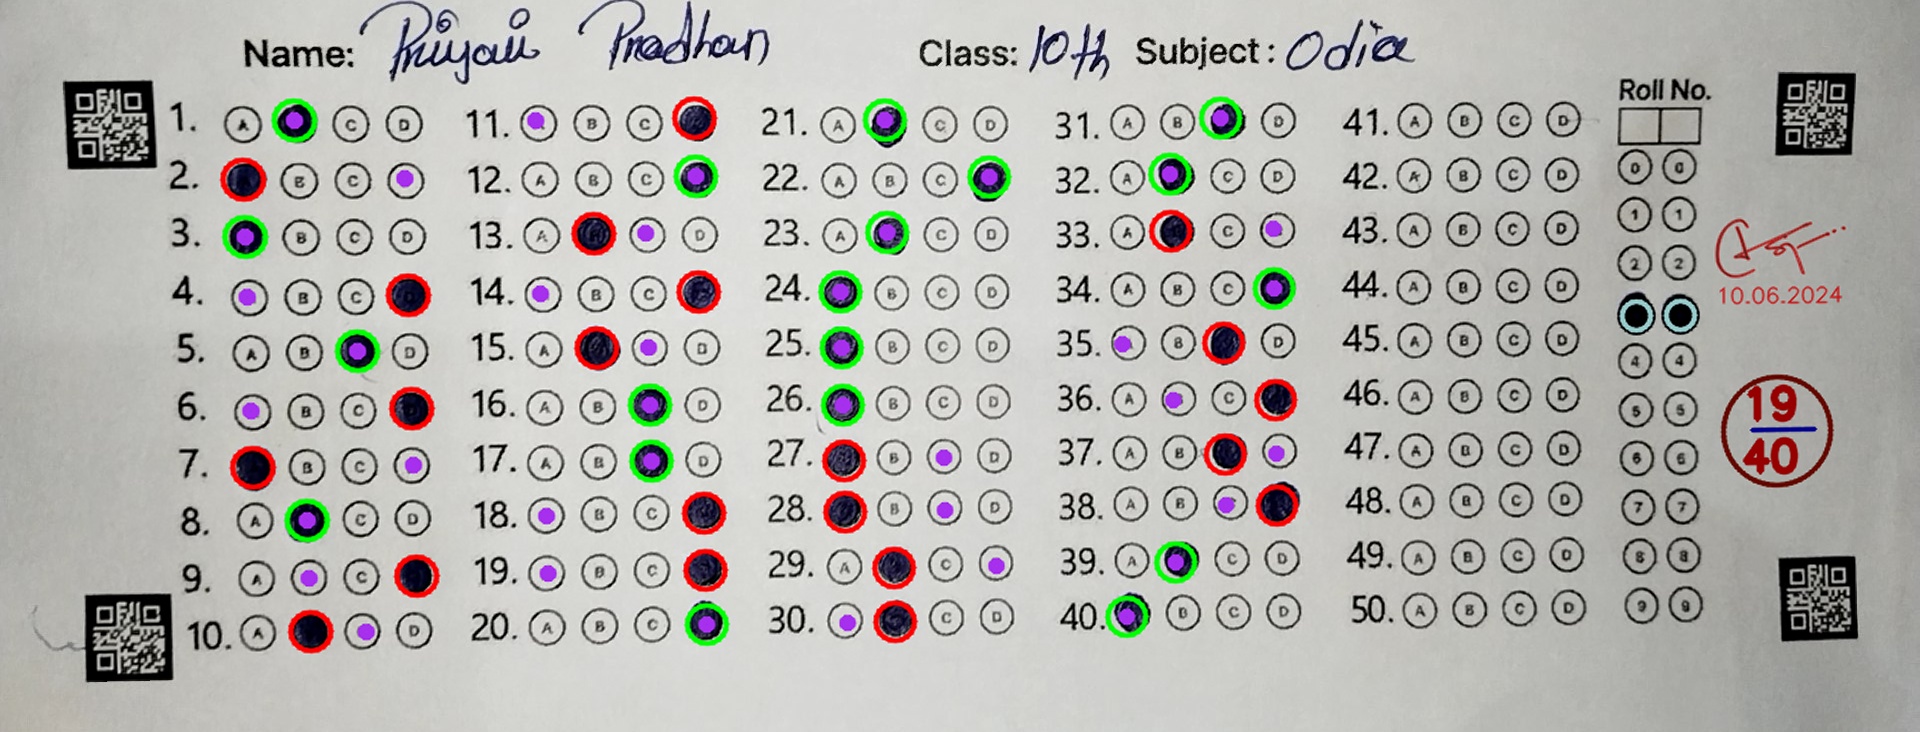 Name: Pradhan Class: 10th Subject: Odia
Roll No.
1. A C D 11. B C 21. A C D 31. A B D 41. A B C D
2. B C 12. A B C 22. A B C 32. A C D 42. A B C D 0 0
3. B C D 13. A D 23. A C D 33. A C 43. A B C D 1 1
4. B C 14. B C 24. B C D 34. A B C 44. A B C D 2 2
10.06.2024
5. A B D 15. A D 25. B C D 35. B D 45. A B C D 4 4
6. B C 16. A B D 26. B C D 36. A C 46. A B C D 5 5
19
40
7. B C 17. A B D 27. B D 37. A B 47. A B C D 6 6
8. A C D 18. B C 28. B D 38. A B 48. A B C D 7 7
9. A C 19. B C 29. A C 39. A C D 49. A B C D 8 8
10. A D 20. A B C 30. C D 40. B C D 50. A B C D 9 9